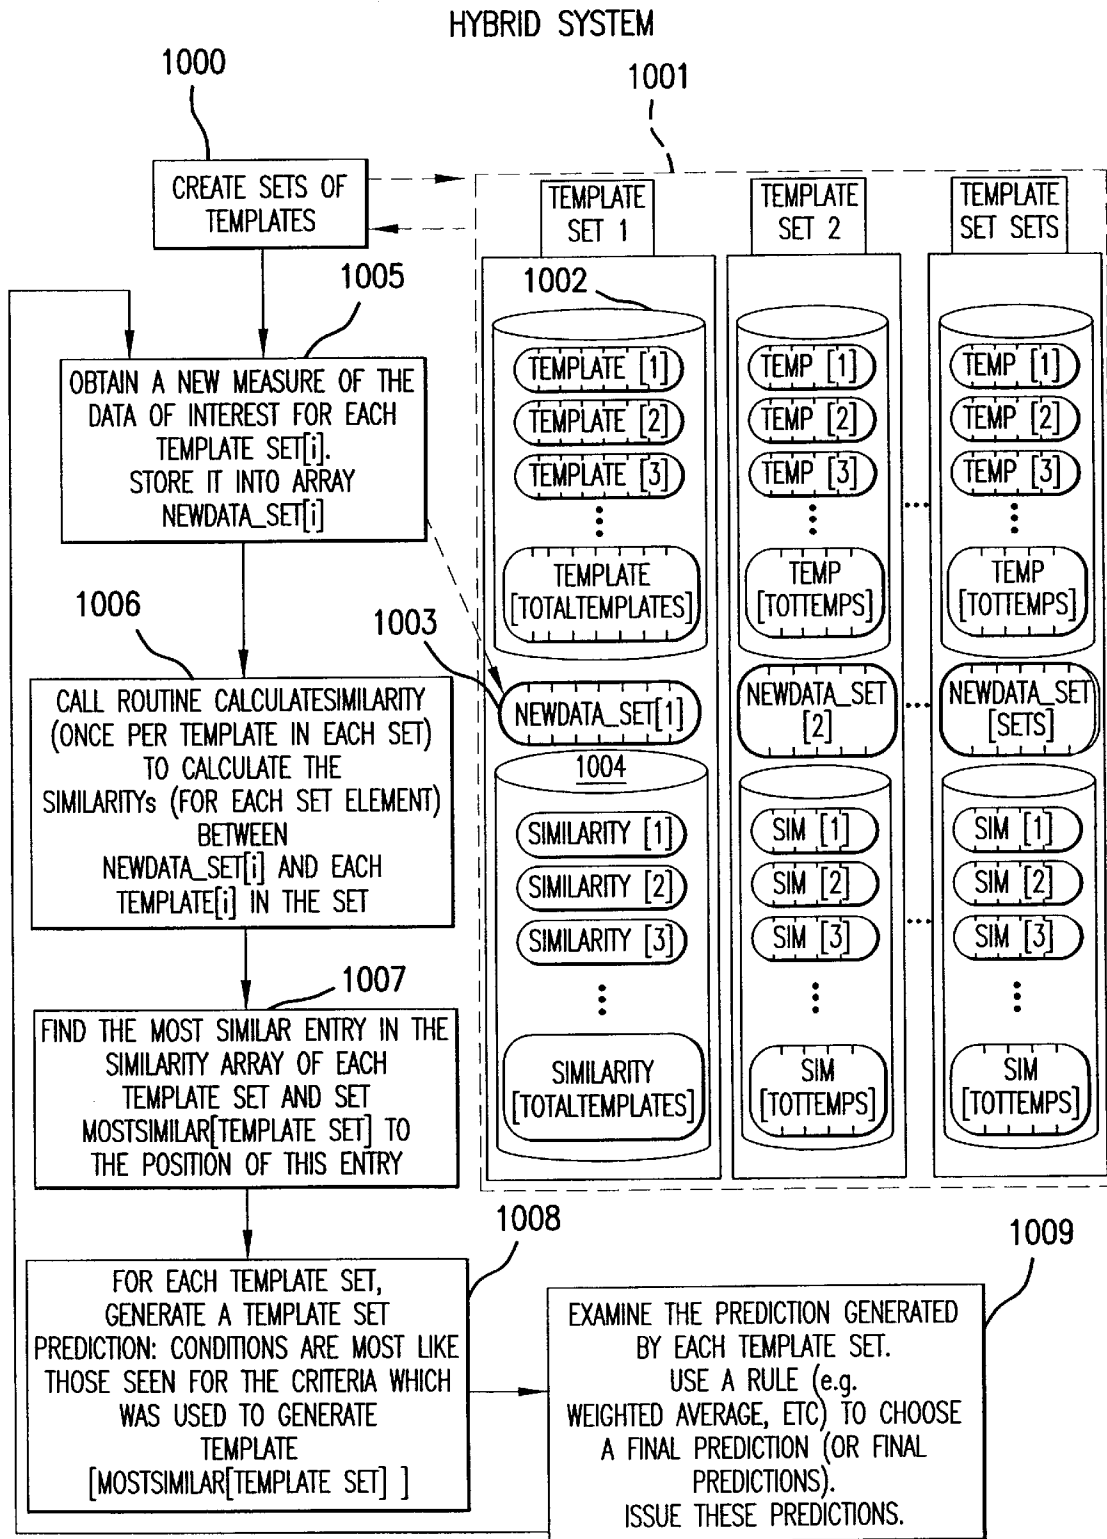 HYBRID SYSTEM
1000
1001
CREATE SETS OF
TEMPLATES
1005
OBTAIN A NEW MEASURE OF THE
DATA OF INTEREST FOR EACH
TEMPLATE SET[i].
STORE IT INTO ARRAY
NEWDATA_SET[i]
1006
CALL ROUTINE CALCULATESIMILARITY
(ONCE PER TEMPLATE IN EACH SET)
TO CALCULATE THE
SIMILARITYs (FOR EACH SET ELEMENT)
BETWEEN
NEWDATA_SET[i] AND EACH
TEMPLATE[i] IN THE SET
1007
FIND THE MOST SIMILAR ENTRY IN THE
SIMILARITY ARRAY OF EACH
TEMPLATE SET AND SET
MOSTSIMILAR[TEMPLATE SET] TO
THE POSITION OF THIS ENTRY
1008
FOR EACH TEMPLATE SET,
GENERATE A TEMPLATE SET
PREDICTION: CONDITIONS ARE MOST LIKE
THOSE SEEN FOR THE CRITERIA WHICH
WAS USED TO GENERATE
TEMPLATE
[MOSTSIMILAR[TEMPLATE SET] ]
1009
EXAMINE THE PREDICTION GENERATED
BY EACH TEMPLATE SET.
USE A RULE (e.g.
WEIGHTED AVERAGE, ETC) TO CHOOSE
A FINAL PREDICTION (OR FINAL
PREDICTIONS).
ISSUE THESE PREDICTIONS.
TEMPLATE
SET 1
1002
TEMPLATE [1]
TEMPLATE [2]
TEMPLATE [3]
TEMPLATE
[TOTALTEMPLATES]
1003
NEWDATA_SET[1]
1004
SIMILARITY [1]
SIMILARITY [2]
SIMILARITY [3]
SIMILARITY
[TOTALTEMPLATES]
TEMPLATE
SET 2
TEMP [1]
TEMP [2]
TEMP [3]
TEMP
[TOTTEMPS]
NEWDATA_SET
[2]
SIM [1]
SIM [2]
SIM [3]
SIM
[TOTTEMPS]
TEMPLATE
SET SETS
TEMP [1]
TEMP [2]
TEMP [3]
TEMP
[TOTTEMPS]
NEWDATA_SET
[SETS]
SIM [1]
SIM [2]
SIM [3]
SIM
[TOTTEMPS]